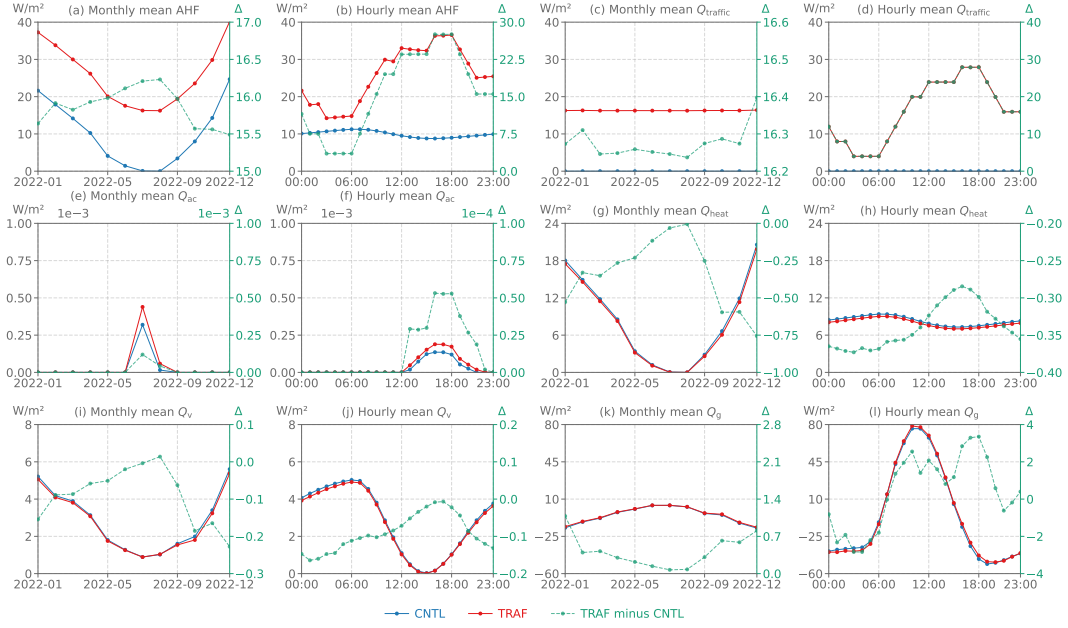 W/m² (a) Monthly mean AHF Δ
40 30 20 10 0
17.0 16.5 16.0 15.5 15.0
2022-01 2022-05 2022-09 2022-12
W/m² (b) Hourly mean AHF Δ
40 30 20 10 0
30.0 22.5 15.0 7.5 0.0
00:00 06:00 12:00 18:00 23:00
W/m² (c) Monthly mean Qtraffic Δ
40 30 20 10 0
16.6 16.5 16.4 16.3 16.2
2022-01 2022-05 2022-09 2022-12
W/m² (d) Hourly mean Qtraffic Δ
40 30 20 10 0
40 30 20 10 0
00:00 06:00 12:00 18:00 23:00
(e) Monthly mean Qac
W/m² 1e−3 1e−3 Δ
1.00 0.75 0.50 0.25 0.00
1.00 0.75 0.50 0.25 0.00
2022-01 2022-05 2022-09 2022-12
(f) Hourly mean Qac
W/m² 1e−3 1e−4 Δ
1.00 0.75 0.50 0.25 0.00
1.00 0.75 0.50 0.25 0.00
00:00 06:00 12:00 18:00 23:00
W/m² (g) Monthly mean Qheat Δ
24 18 12 6 0
0.00 −0.25 −0.50 −0.75 −1.00
2022-01 2022-05 2022-09 2022-12
W/m² (h) Hourly mean Qheat Δ
24 18 12 6 0
−0.20 −0.25 −0.30 −0.35 −0.40
00:00 06:00 12:00 18:00 23:00
W/m² (i) Monthly mean Qv Δ
8 6 4 2 0
0.1 0.0 −0.1 −0.2 −0.3
2022-01 2022-05 2022-09 2022-12
W/m² (j) Hourly mean Qv Δ
8 6 4 2 0
0.2 0.1 0.0 −0.1 −0.2
00:00 06:00 12:00 18:00 23:00
W/m² (k) Monthly mean Qg Δ
80 45 10 −25 −60
2.8 2.1 1.4 0.7 0.0
2022-01 2022-05 2022-09 2022-12
W/m² (l) Hourly mean Qg Δ
80 45 10 −25 −60
4 2 0 −2 −4
00:00 06:00 12:00 18:00 23:00
CNTL TRAF TRAF minus CNTL